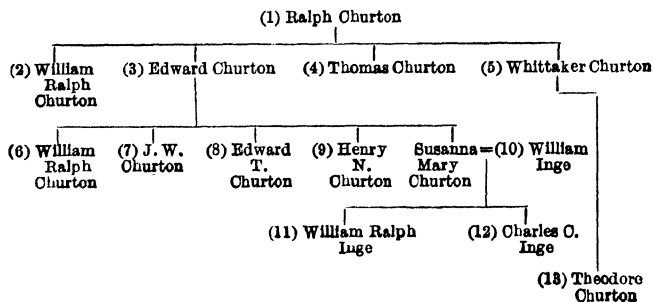 (1) Ralph Churton
(2) William Ralph Churton
(3) Edward Churton
(4) Thomas Churton
(5) Whittaker Churton
(6) William Ralph Churton
(7) J. W. Churton
(8) Edward T. Churton
(9) Henry N. Churton
Susanna Mary Churton
=(10) William Inge
(11) William Ralph Inge
(12) Charles C. Inge
(13) Theodore Churton